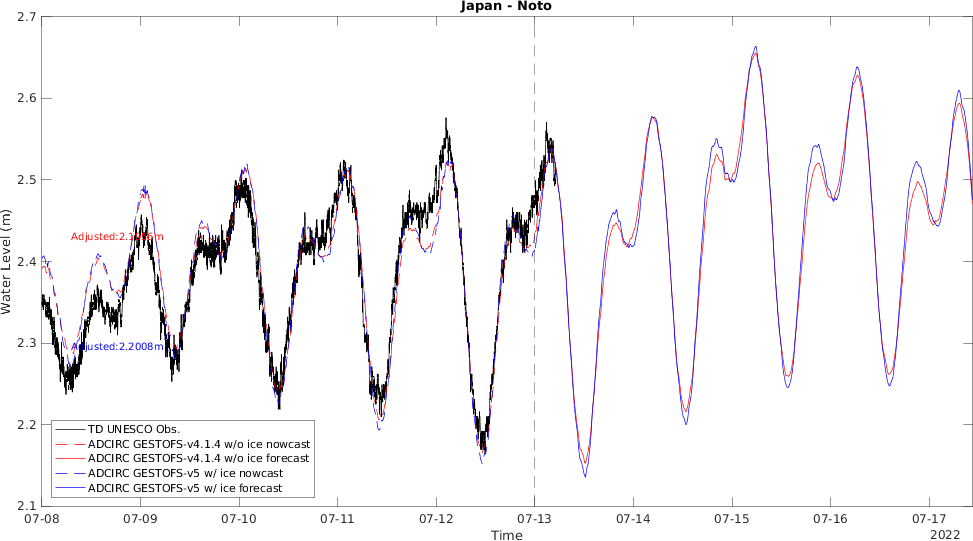 Japan - Noto
2.7
2.6
2.5
2.4
2.3
2.2
2.1
Water Level (m)
Adjusted:2.2008m
TD UNESCO Obs.
ADCIRC GESTOFS-v4.1.4 w/o ice nowcast
ADCIRC GESTOFS-v4.1.4 w/o ice forecast
ADCIRC GESTOFS-v5 w/ ice nowcast
ADCIRC GESTOFS-v5 w/ ice forecast
07-08 07-09 07-10 07-11 07-12 07-13 07-14 07-15 07-16 07-17
Time
2022